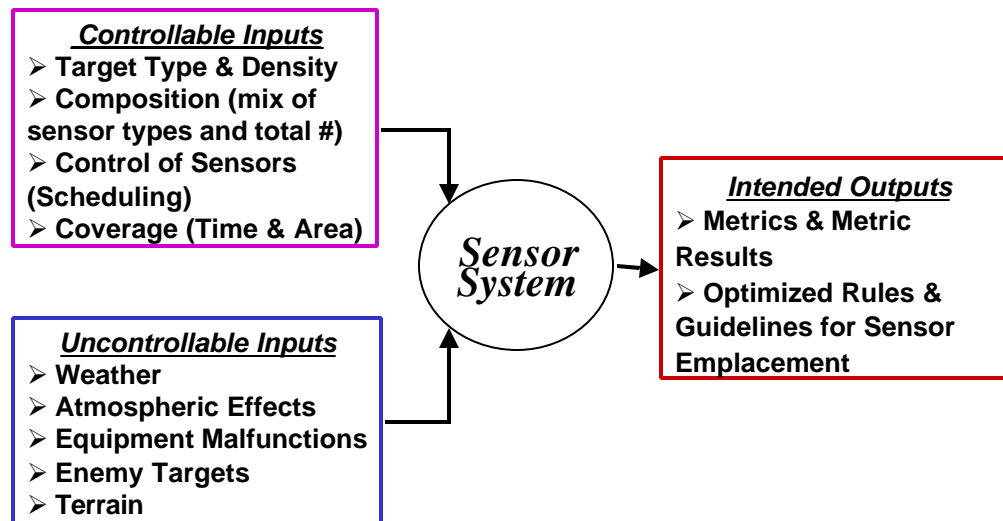 Controllable Inputs
➢ Target Type & Density
➢ Composition (mix of
sensor types and total #)
➢ Control of Sensors
(Scheduling)
➢ Coverage (Time & Area)
Uncontrollable Inputs
➢ Weather
➢ Atmospheric Effects
➢ Equipment Malfunctions
➢ Enemy Targets
➢ Terrain
Sensor
System
Intended Outputs
➢ Metrics & Metric
Results
➢ Optimized Rules &
Guidelines for Sensor
Emplacement